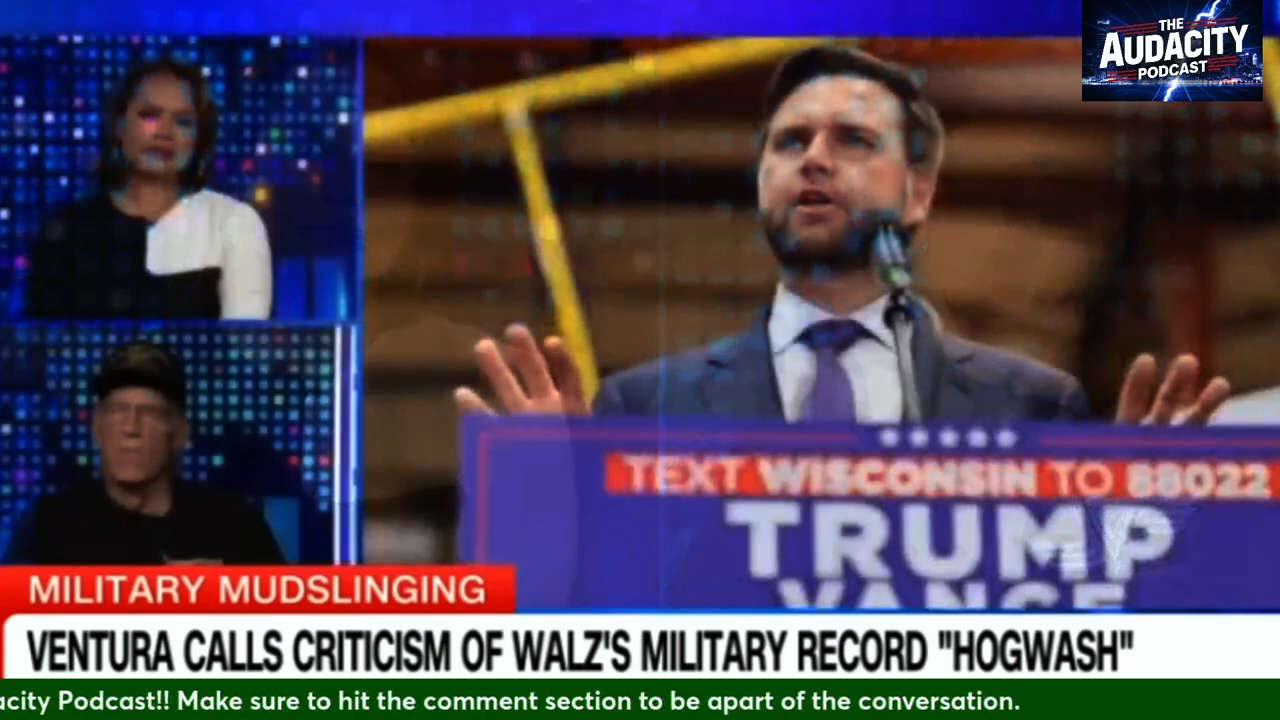 THE
AUDACITY
PODCAST
TEXT WISCONSIN TO 88022
TRUMP
VANCE
MILITARY MUDSLINGING
VENTURA CALLS CRITICISM OF WALZ'S MILITARY RECORD "HOGWASH"
acity Podcast!! Make sure to hit the comment section to be apart of the conversation.